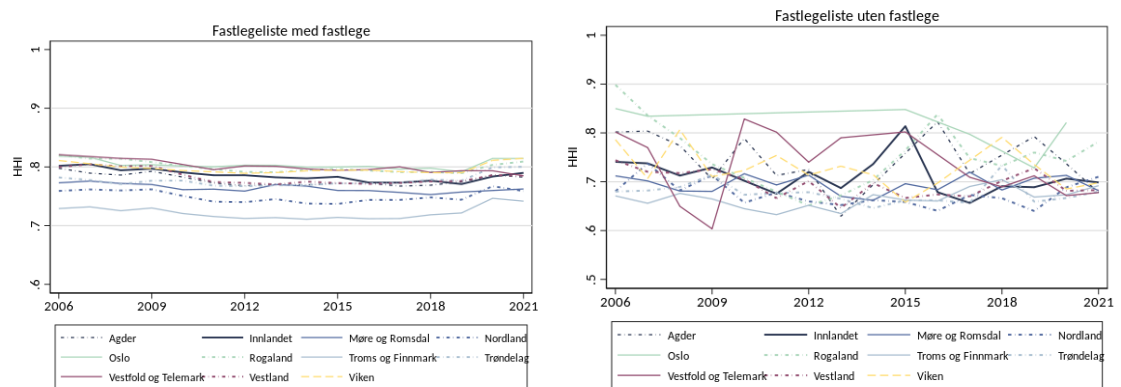 Fastlegeliste med fastlege
1
.9
.8
.7
.6
HHI
2006 2009 2012 2015 2018 2021
Agder Innlandet Møre og Romsdal Nordland
Oslo Rogaland Troms og Finnmark Trøndelag
Vestfold og Telemark Vestland Viken
Fastlegeliste uten fastlege
1
.9
.8
.7
.6
.5
HHI
2006 2009 2012 2015 2018 2021
Agder Innlandet Møre og Romsdal Nordland
Oslo Rogaland Troms og Finnmark Trøndelag
Vestfold og Telemark Vestland Viken